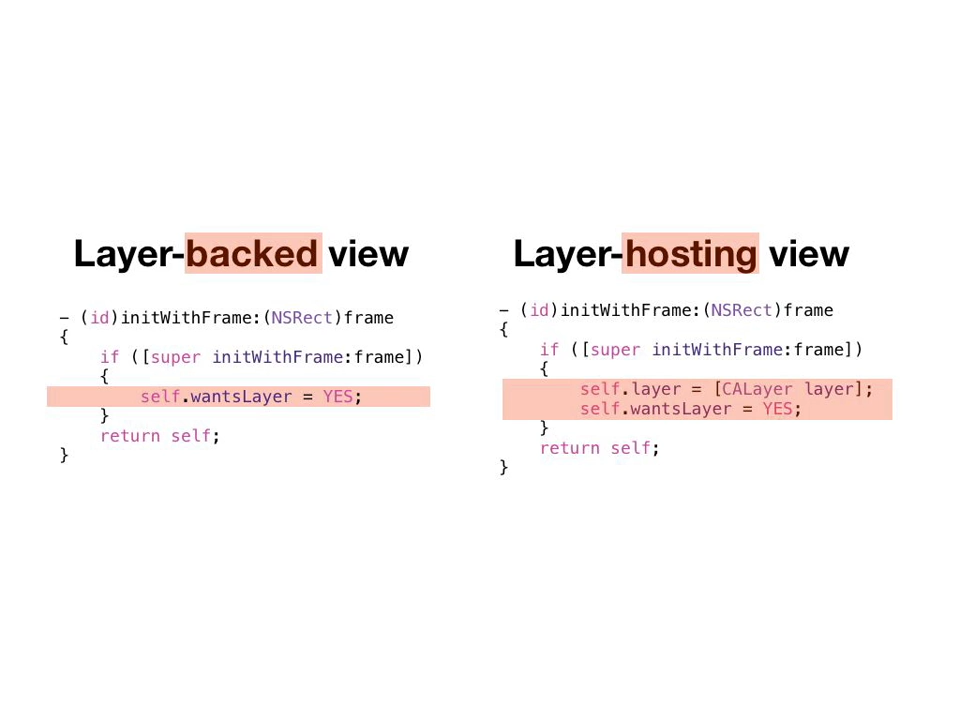 Layer-backed view
- (id)initWithFrame:(NSRect)frame
{
    if ([super initWithFrame:frame])
    {
        self.wantsLayer = YES;
    }
    return self;
}
Layer-hosting view
- (id)initWithFrame:(NSRect)frame
{
    if ([super initWithFrame:frame])
    {
        self.layer = [CALayer layer];
        self.wantsLayer = YES;
    }
    return self;
}